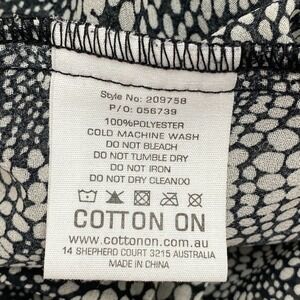 Style No: 209758
P/O: 056739
100%POLYESTER
COLD MACHINE WASH
DO NOT BLEACH
DO NOT TUMBLE DRY
DO NOT IRON
DO NOT DRY CLEAN(X)
COTTON ON
www.cottonon.com.au
14 SHEPHERD COURT 3215 AUSTRALIA
MADE IN CHINA